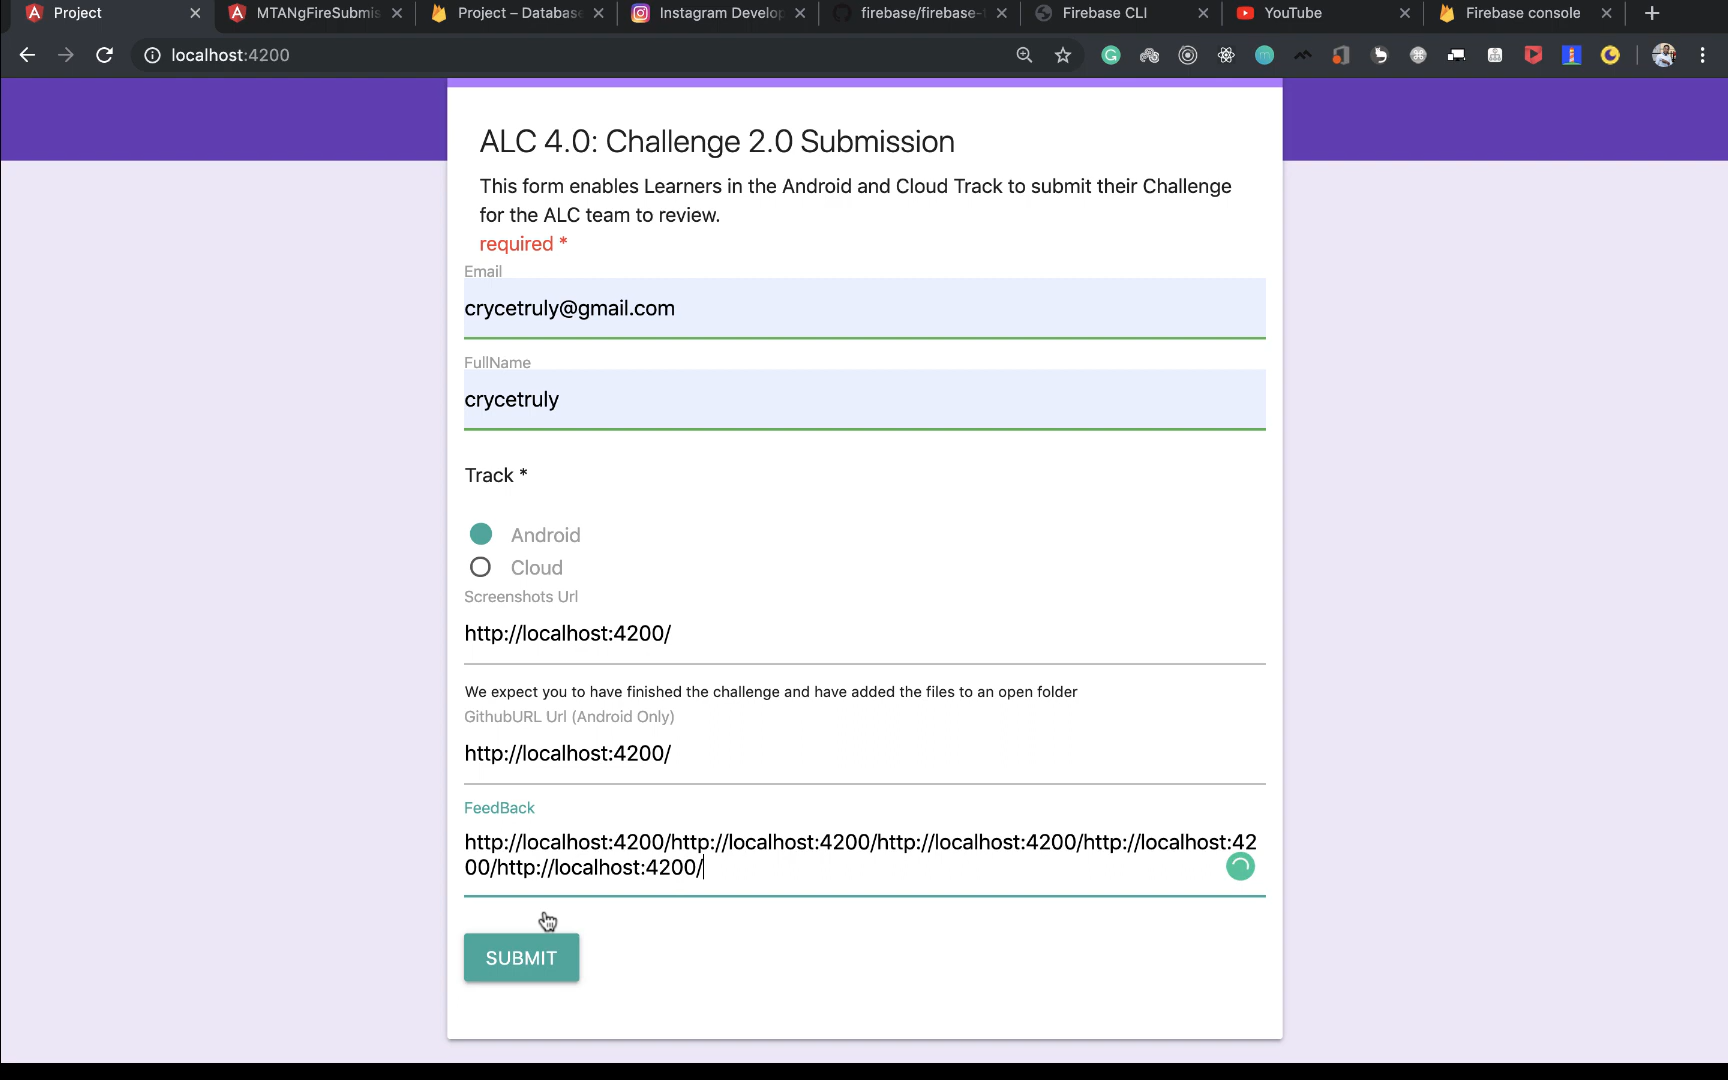 Project
MTANgFireSubmis
Project – Database
Instagram Develop
firebase/firebase-
Firebase CLI
YouTube
Firebase console
localhost:4200
ALC 4.0: Challenge 2.0 Submission
This form enables Learners in the Android and Cloud Track to submit their Challenge
for the ALC team to review.
required *
Email
crycetruly@gmail.com
FullName
crycetruly
Track *
Android
Cloud
Screenshots Url
http://localhost:4200/
We expect you to have finished the challenge and have added the files to an open folder
GithubURL Url (Android Only)
http://localhost:4200/
FeedBack
http://localhost:4200/http://localhost:4200/http://localhost:4200/http://localhost:42
00/http://localhost:4200/
SUBMIT